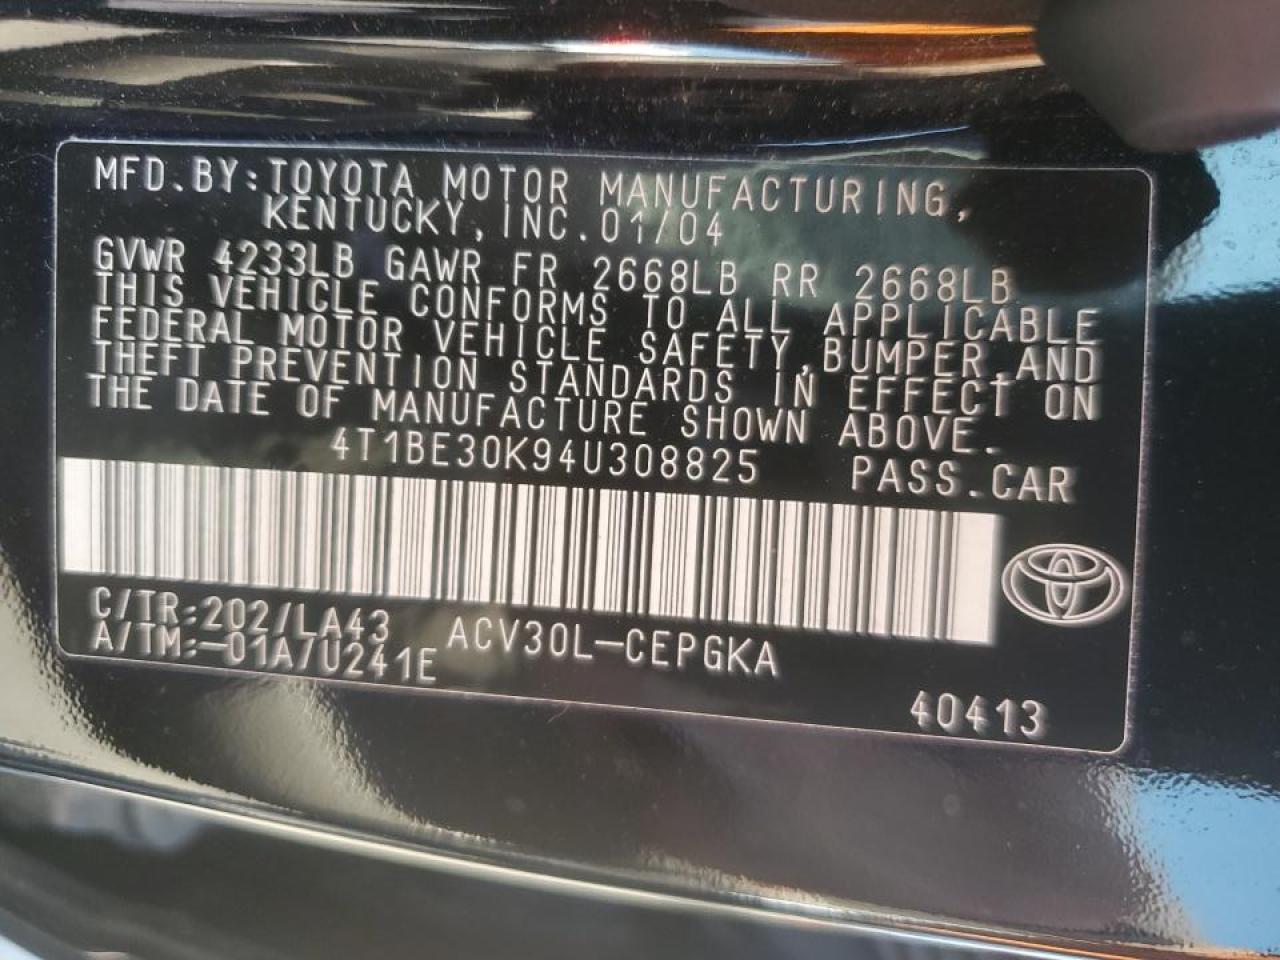 MFD.BY:TOYOTA MOTOR MANUFACTURING,
KENTUCKY,INC.01/04
GVWR 4233LB GAWR FR 2668LB RR 2668LB
THIS VEHICLE CONFORMS TO ALL APPLICABLE
FEDERAL MOTOR VEHICLE SAFETY,BUMPER,AND
THEFT PREVENTION STANDARDS IN EFFECT ON
THE DATE OF MANUFACTURE SHOWN ABOVE.
4T1BE30K94U308825 PASS.CAR
C/TR:202/LA43 ACV30L-CEPGKA
A/TM:-01A/U241E
40413